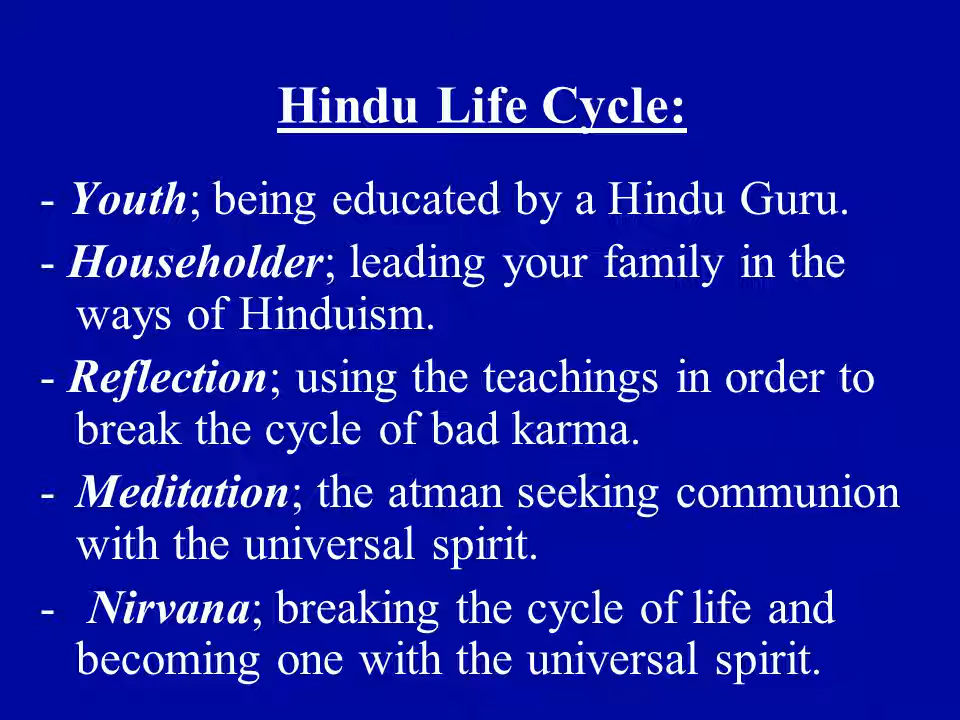 Hindu Life Cycle:
- Youth; being educated by a Hindu Guru.
- Householder; leading your family in the
ways of Hinduism.
- Reflection; using the teachings in order to
break the cycle of bad karma.
- Meditation; the atman seeking communion
with the universal spirit.
- Nirvana; breaking the cycle of life and
becoming one with the universal spirit.